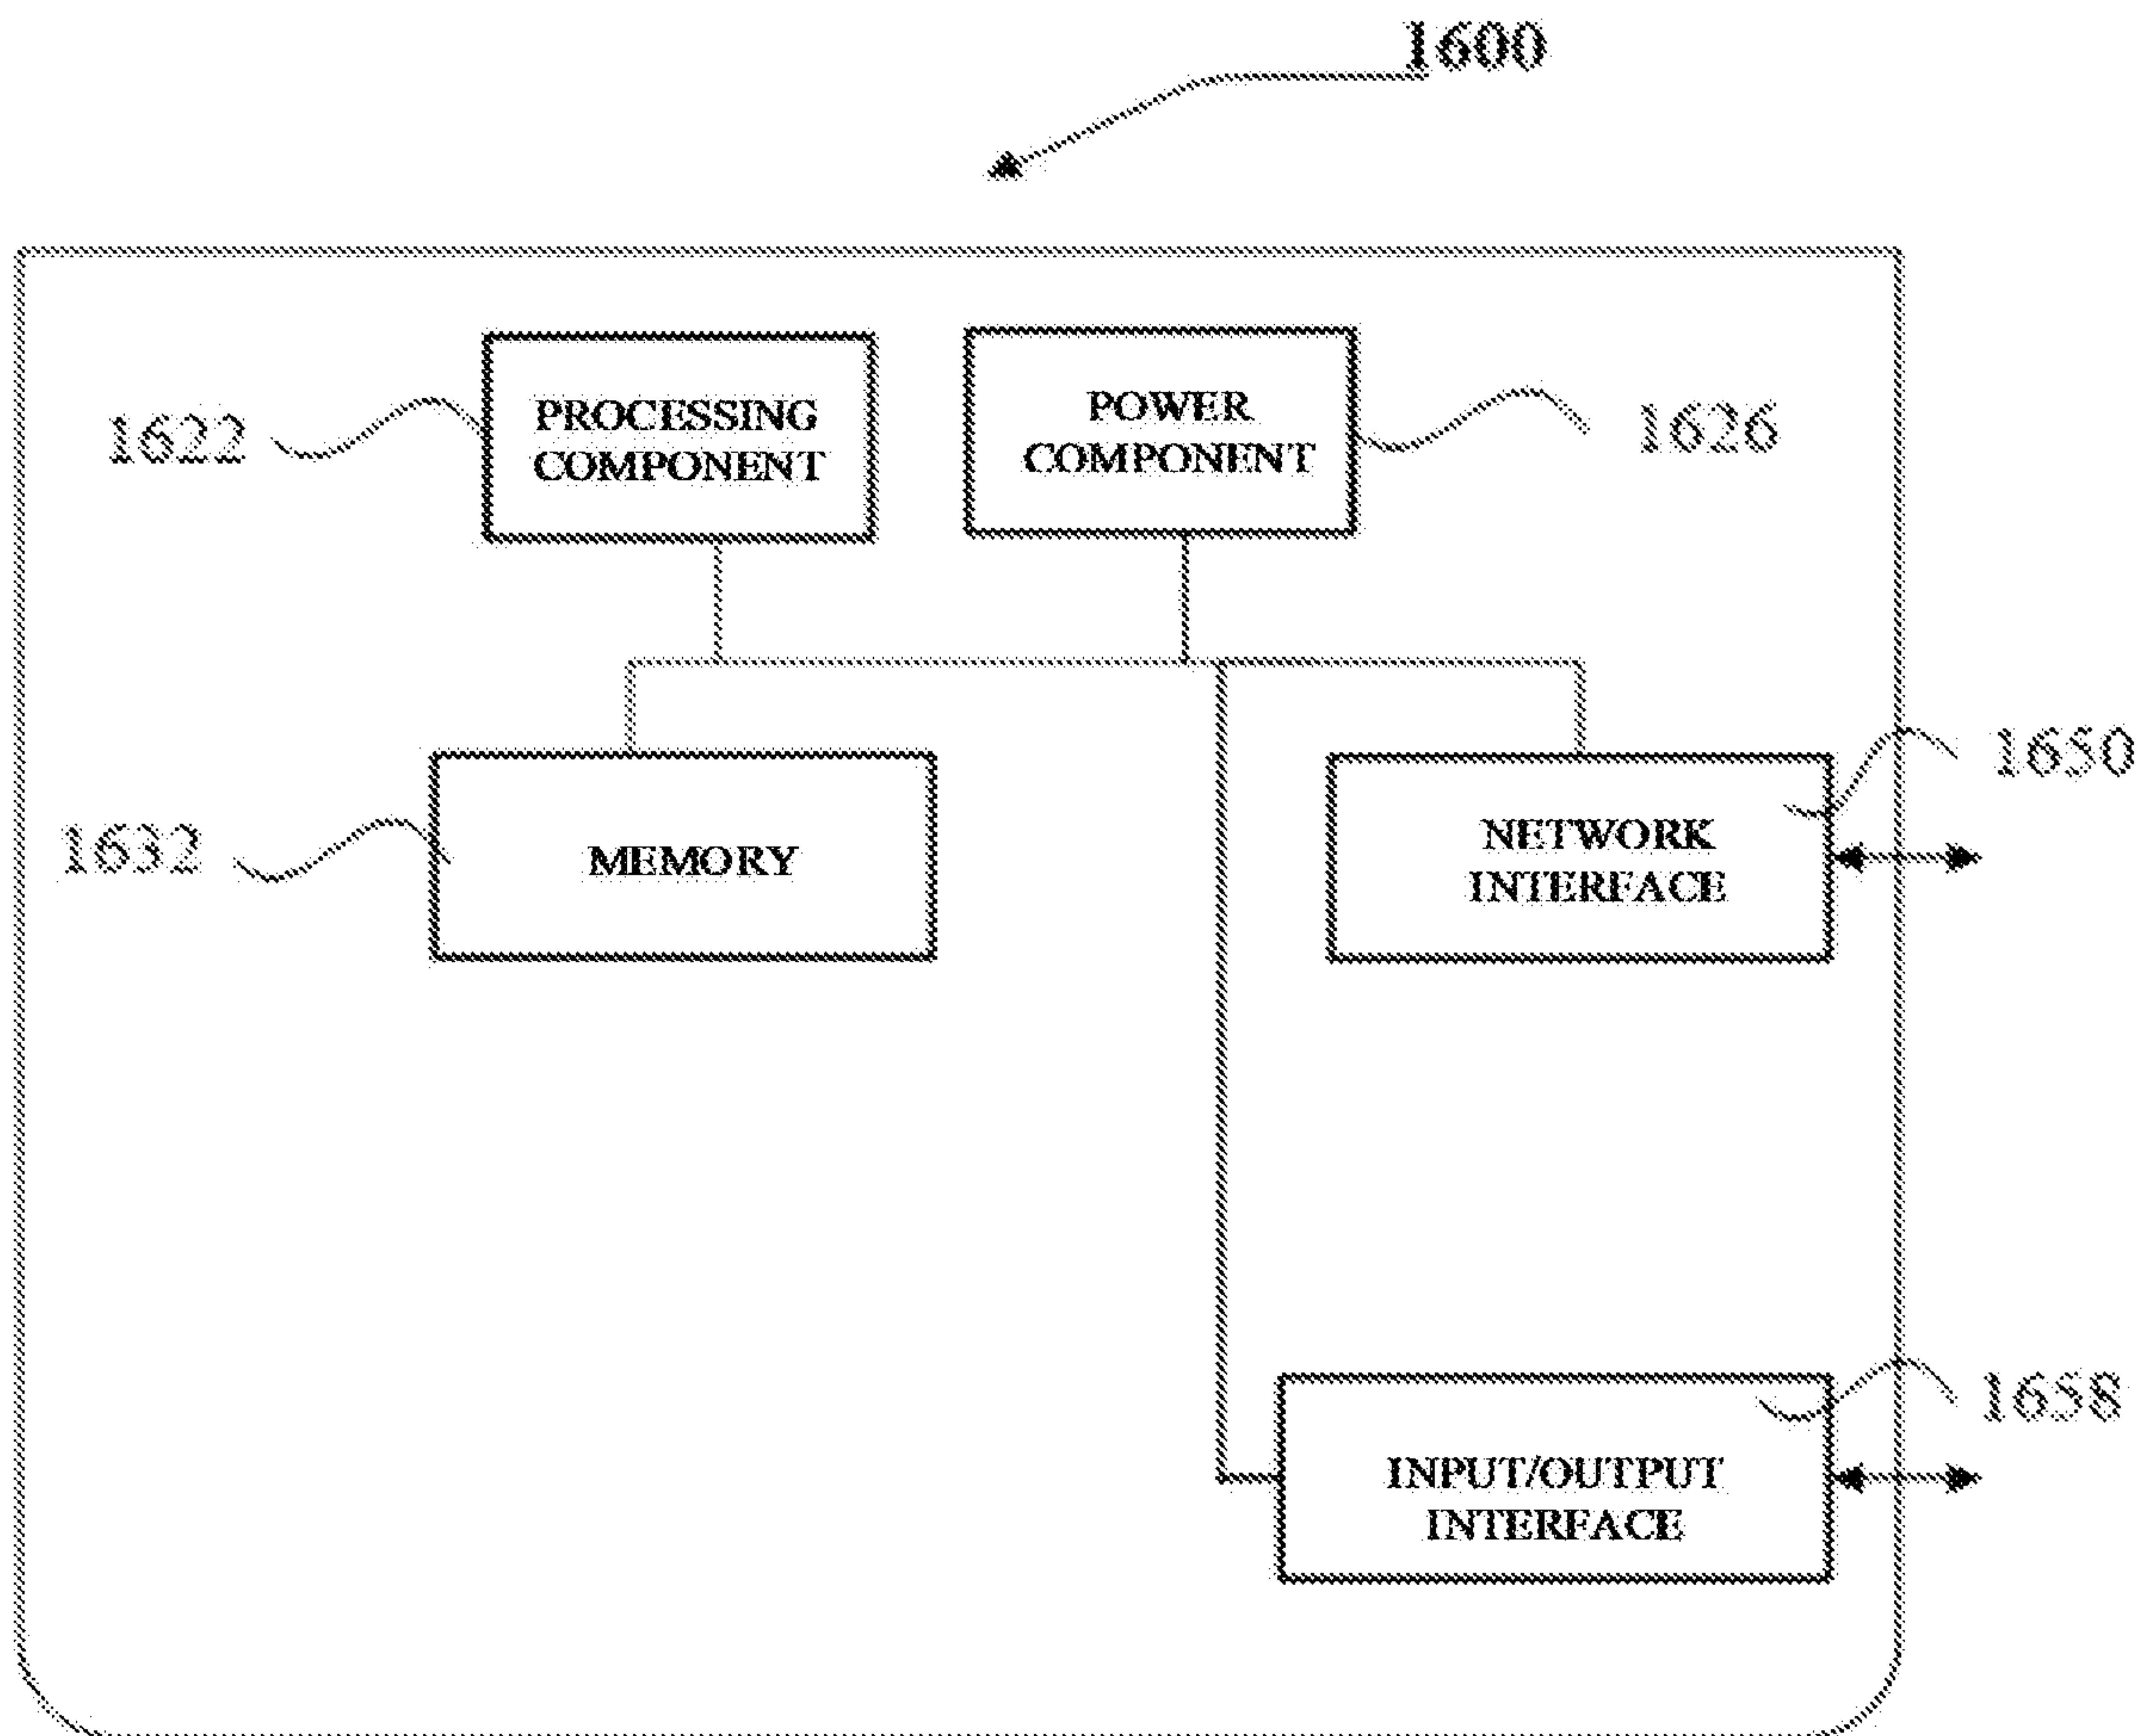 1600
1622
PROCESSING
COMPONENT
POWER
COMPONENT
1626
1632
MEMORY
NETWORK
INTERFACE
1650
INPUT/OUTPUT
INTERFACE
1658